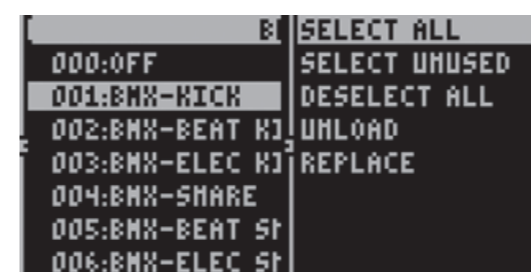 SELECT ALL
000:OFF
SELECT UNUSED
001:BMX-KICK
DESELECT ALL
002:BMX-BEAT
UNLOAD
003:BMX-ELEC
REPLACE
004:BMX-SNARE
005:BMX-BEAT
006:BMX-ELEC